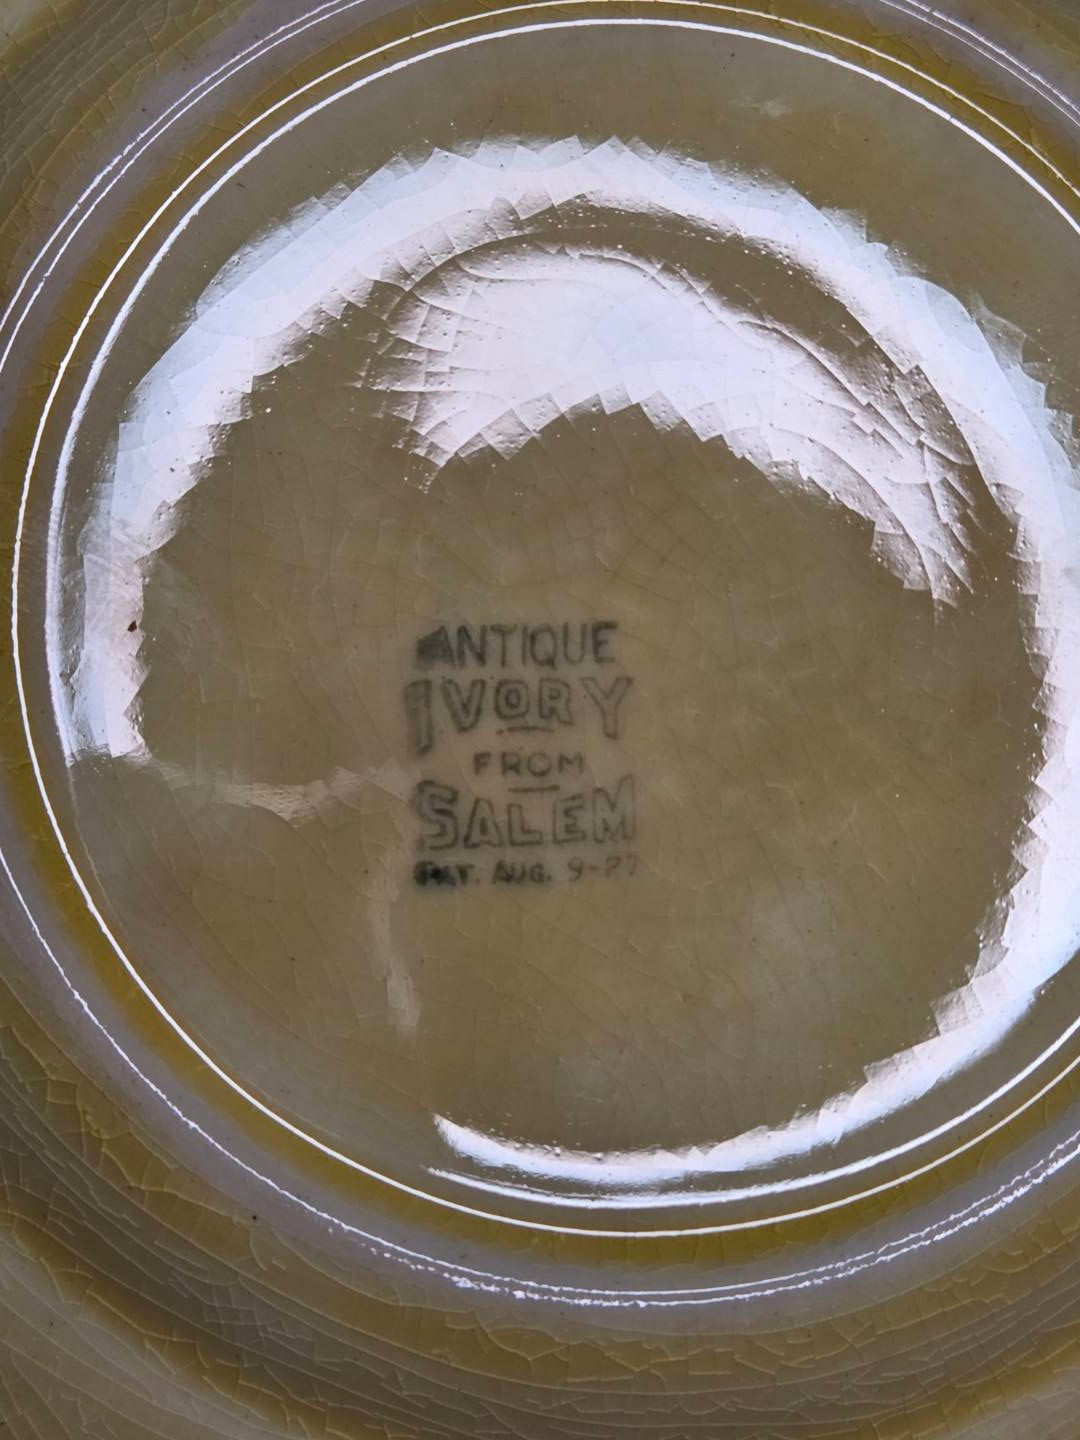 ANTIQUE
IVORY
FROM
SALEM
PAT. AUG. 9-27